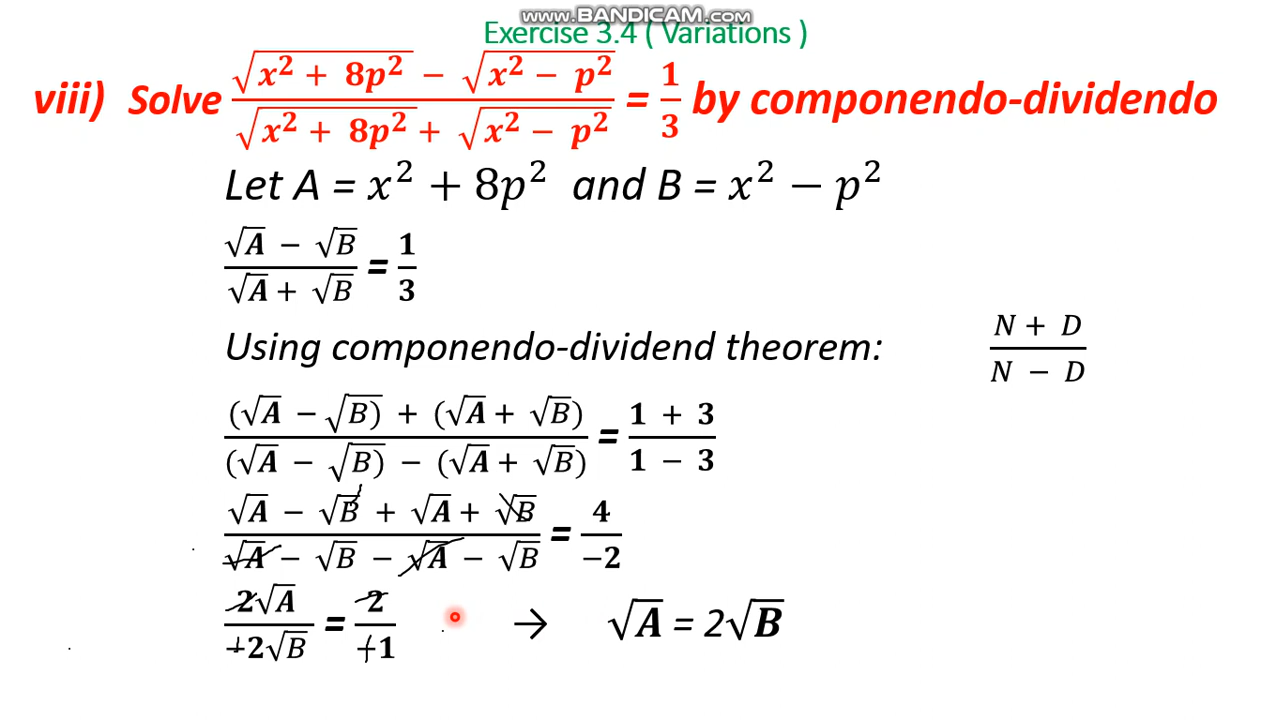 www.BANDICAM.com
Exercise 3.4 ( Variations )
viii) Solve (√(x² + 8p²) − √(x² − p²)) / (√(x² + 8p²) + √(x² − p²)) = 1/3 by componendo-dividendo
Let A = x² + 8p² and B = x² − p²
(√A − √B) / (√A + √B) = 1/3
Using componendo-dividend theorem: (N + D) / (N − D)
((√A − √B) + (√A + √B)) / ((√A − √B) − (√A + √B)) = (1 + 3) / (1 − 3)
(√A − √B + √A + √B) / (√A − √B − √A − √B) = 4 / −2
2√A / −2√B = 2 / −1 → √A = 2√B